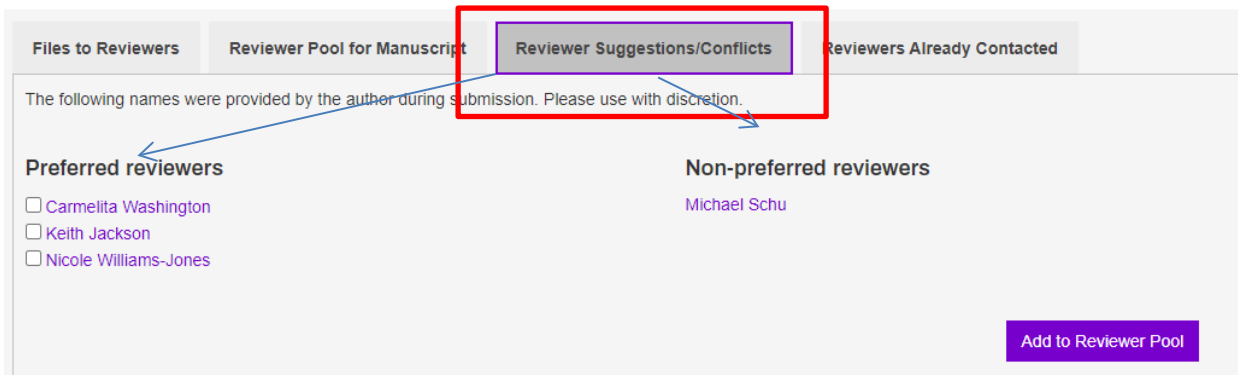 Files to Reviewers
Reviewer Pool for Manuscript
Reviewer Suggestions/Conflicts
Reviewers Already Contacted
The following names were provided by the author during submission. Please use with discretion.
Preferred reviewers
Carmelita Washington
Keith Jackson
Nicole Williams-Jones
Non-preferred reviewers
Michael Schu
Add to Reviewer Pool